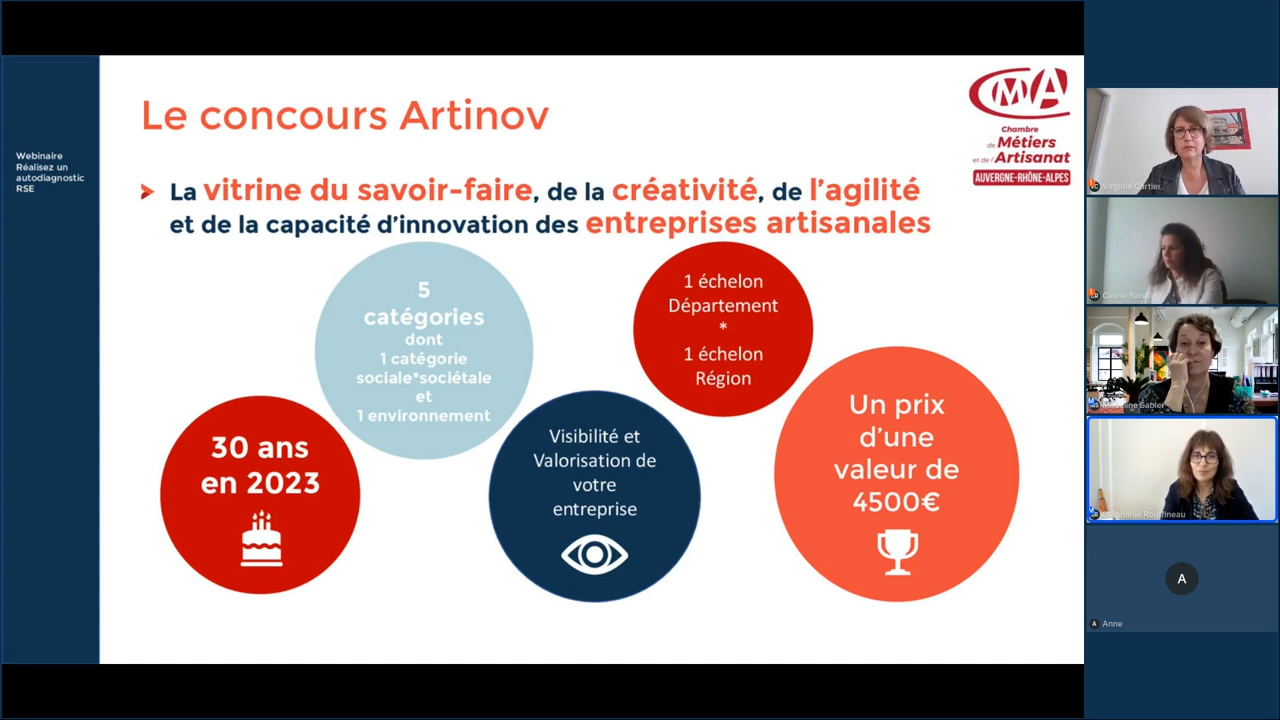 Webinaire
Réalisez un
autodiagnostic
RSE
Le concours Artinov
CMA
Chambre
de Métiers
et de l'Artisanat
AUVERGNE-RHÔNE-ALPES
La vitrine du savoir-faire, de la créativité, de l'agilité
et de la capacité d'innovation des entreprises artisanales
5
catégories
dont
1 catégorie
sociale*sociétale
et
1 environnement
1 échelon
Département
*
1 échelon
Région
30 ans
en 2023
Visibilité et
Valorisation de
votre
entreprise
Un prix
d'une
valeur de
4500€
Virginie Cartier
Céline
Stéphanie Rouffineau
A
A Anne